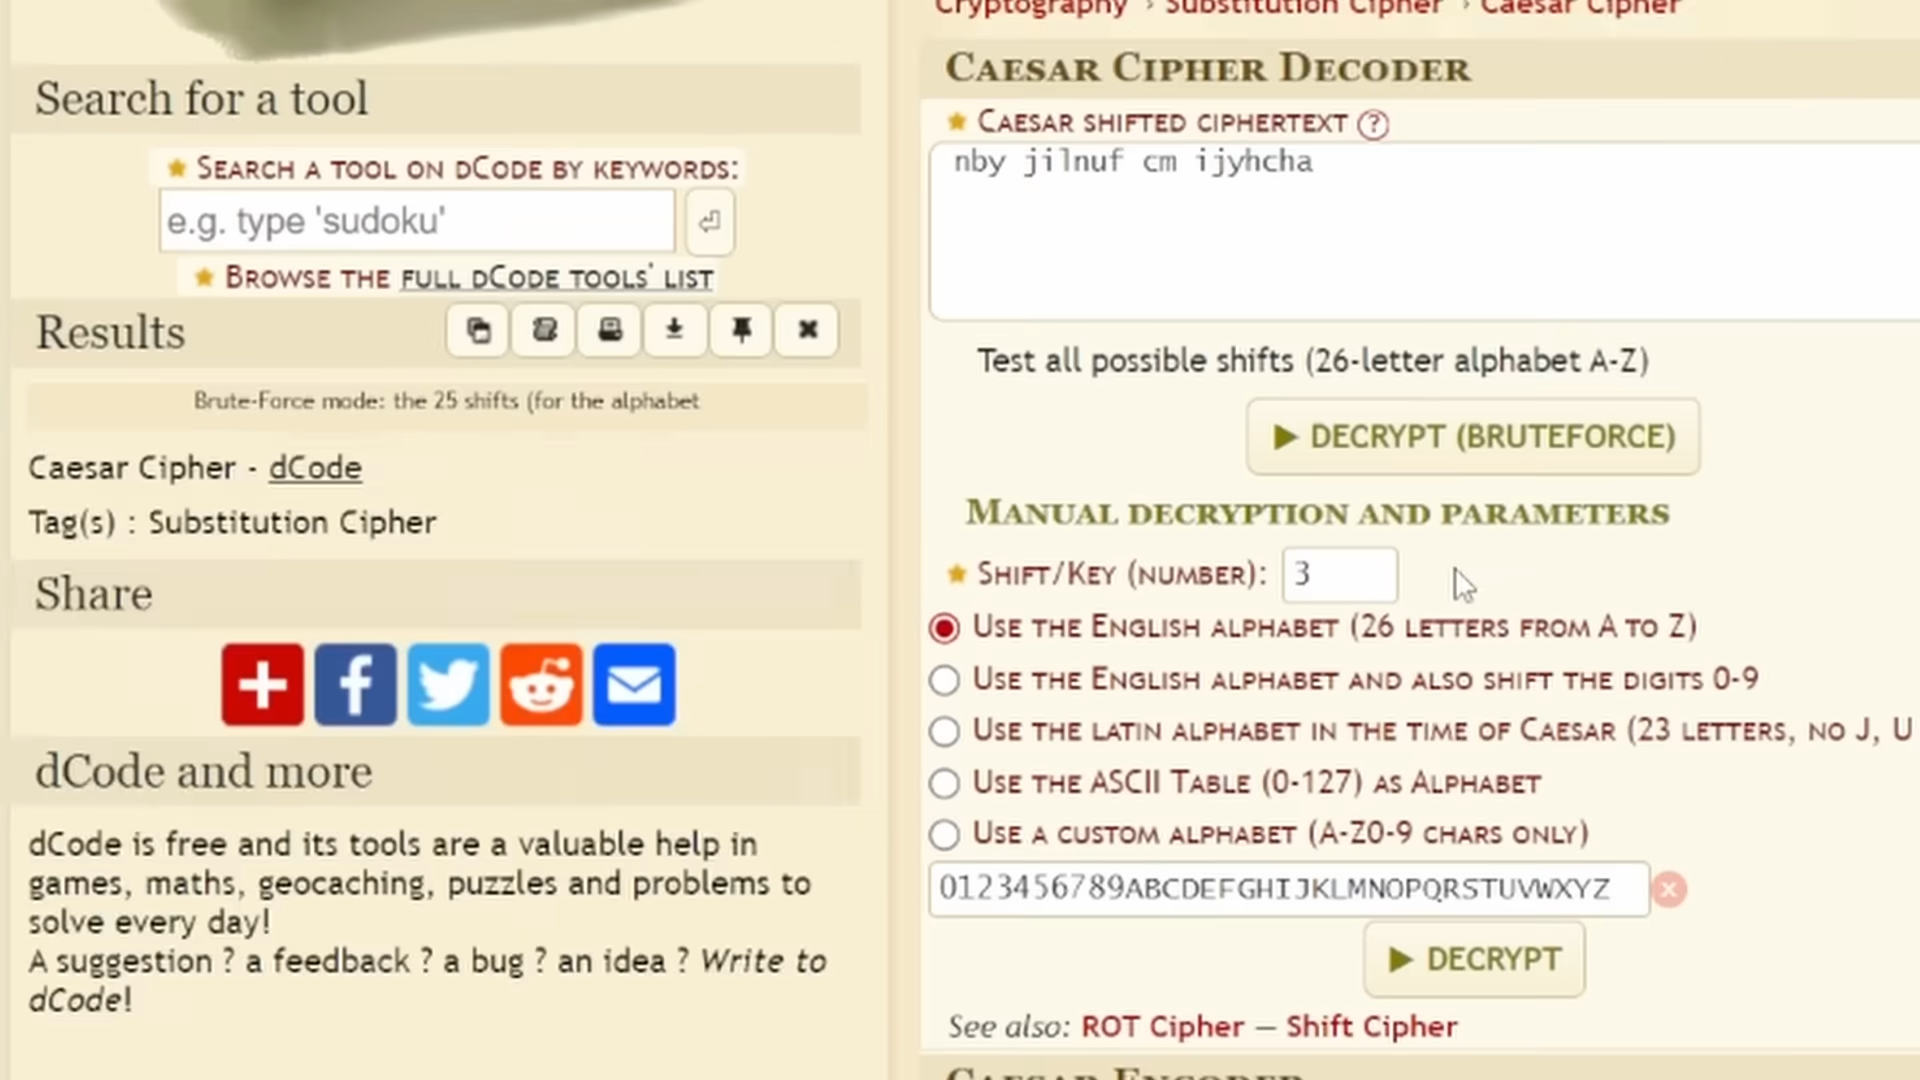 Search for a tool
SEARCH A TOOL ON DCODE BY KEYWORDS:
e.g. type 'sudoku'
BROWSE THE FULL DCODE TOOLS' LIST
Results
Brute-Force mode: the 25 shifts (for the alphabet
Caesar Cipher - dCode
Tag(s) : Substitution Cipher
Share
dCode and more
dCode is free and its tools are a valuable help in
games, maths, geocaching, puzzles and problems to
solve every day!
A suggestion ? a feedback ? a bug ? an idea ? Write to
dCode!
Cryptography › Substitution Cipher › Caesar Cipher
CAESAR CIPHER DECODER
CAESAR SHIFTED CIPHERTEXT ?
nby jilnuf cm ijyhcha
Test all possible shifts (26-letter alphabet A-Z)
DECRYPT (BRUTEFORCE)
MANUAL DECRYPTION AND PARAMETERS
SHIFT/KEY (NUMBER): 3
USE THE ENGLISH ALPHABET (26 LETTERS FROM A TO Z)
USE THE ENGLISH ALPHABET AND ALSO SHIFT THE DIGITS 0-9
USE THE LATIN ALPHABET IN THE TIME OF CAESAR (23 LETTERS, NO J, U
USE THE ASCII TABLE (0-127) AS ALPHABET
USE A CUSTOM ALPHABET (A-Z0-9 CHARS ONLY)
0123456789ABCDEFGHIJKLMNOPQRSTUVWXYZ
DECRYPT
See also: ROT Cipher — Shift Cipher
CAESAR ENCODER